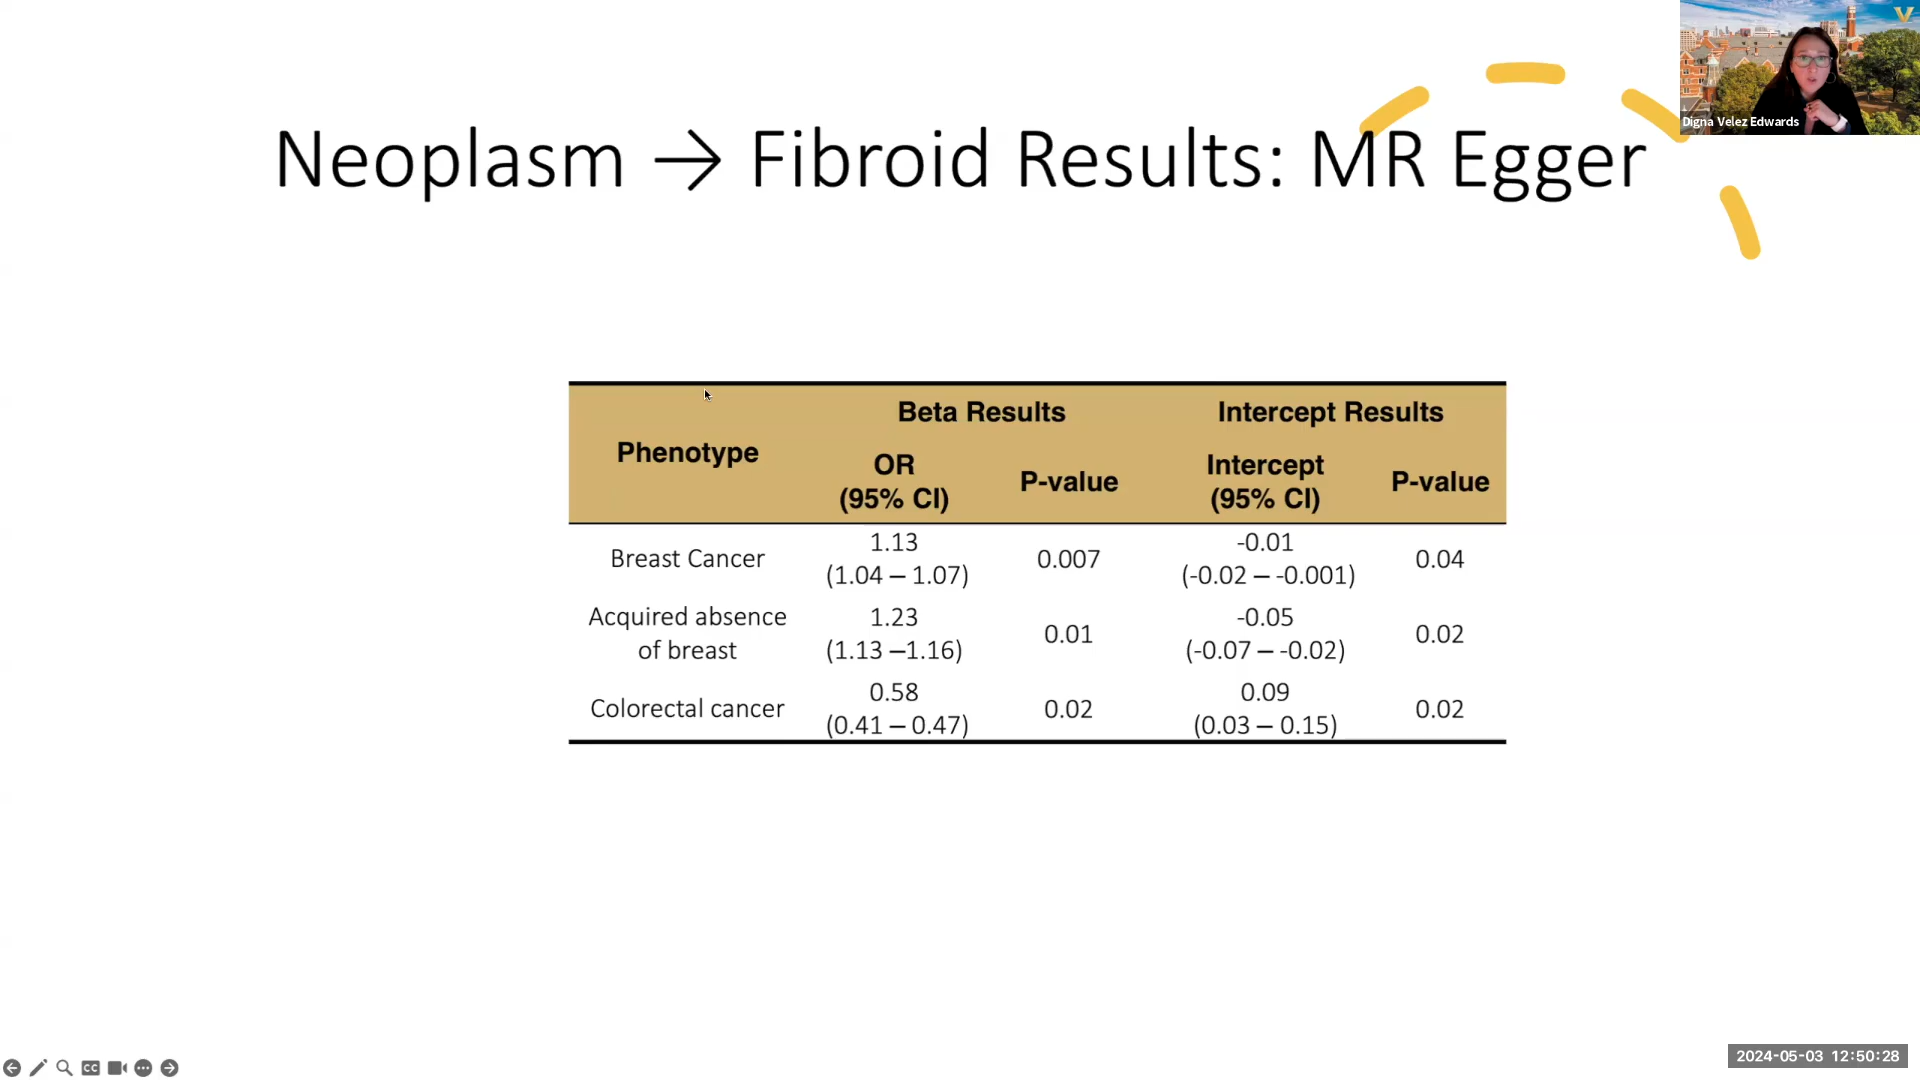 Neoplasm → Fibroid Results: MR Egger
Digna Velez Edwards
Beta Results Intercept Results
Phenotype
OR (95% CI) P-value Intercept (95% CI) P-value
Breast Cancer 1.13 (1.04 – 1.07) 0.007 -0.01 (-0.02 – -0.001) 0.04
Acquired absence of breast 1.23 (1.13 –1.16) 0.01 -0.05 (-0.07 – -0.02) 0.02
Colorectal cancer 0.58 (0.41 – 0.47) 0.02 0.09 (0.03 – 0.15) 0.02
CC
2024-05-03 12:50:28